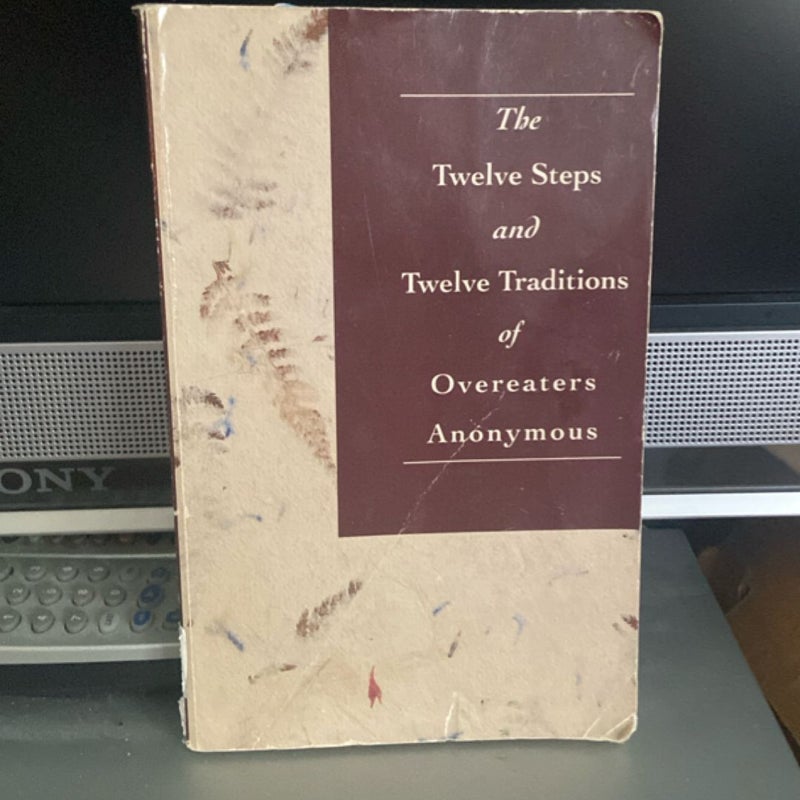 The
Twelve Steps
and
Twelve Traditions
of
Overeaters
Anonymous
ONY